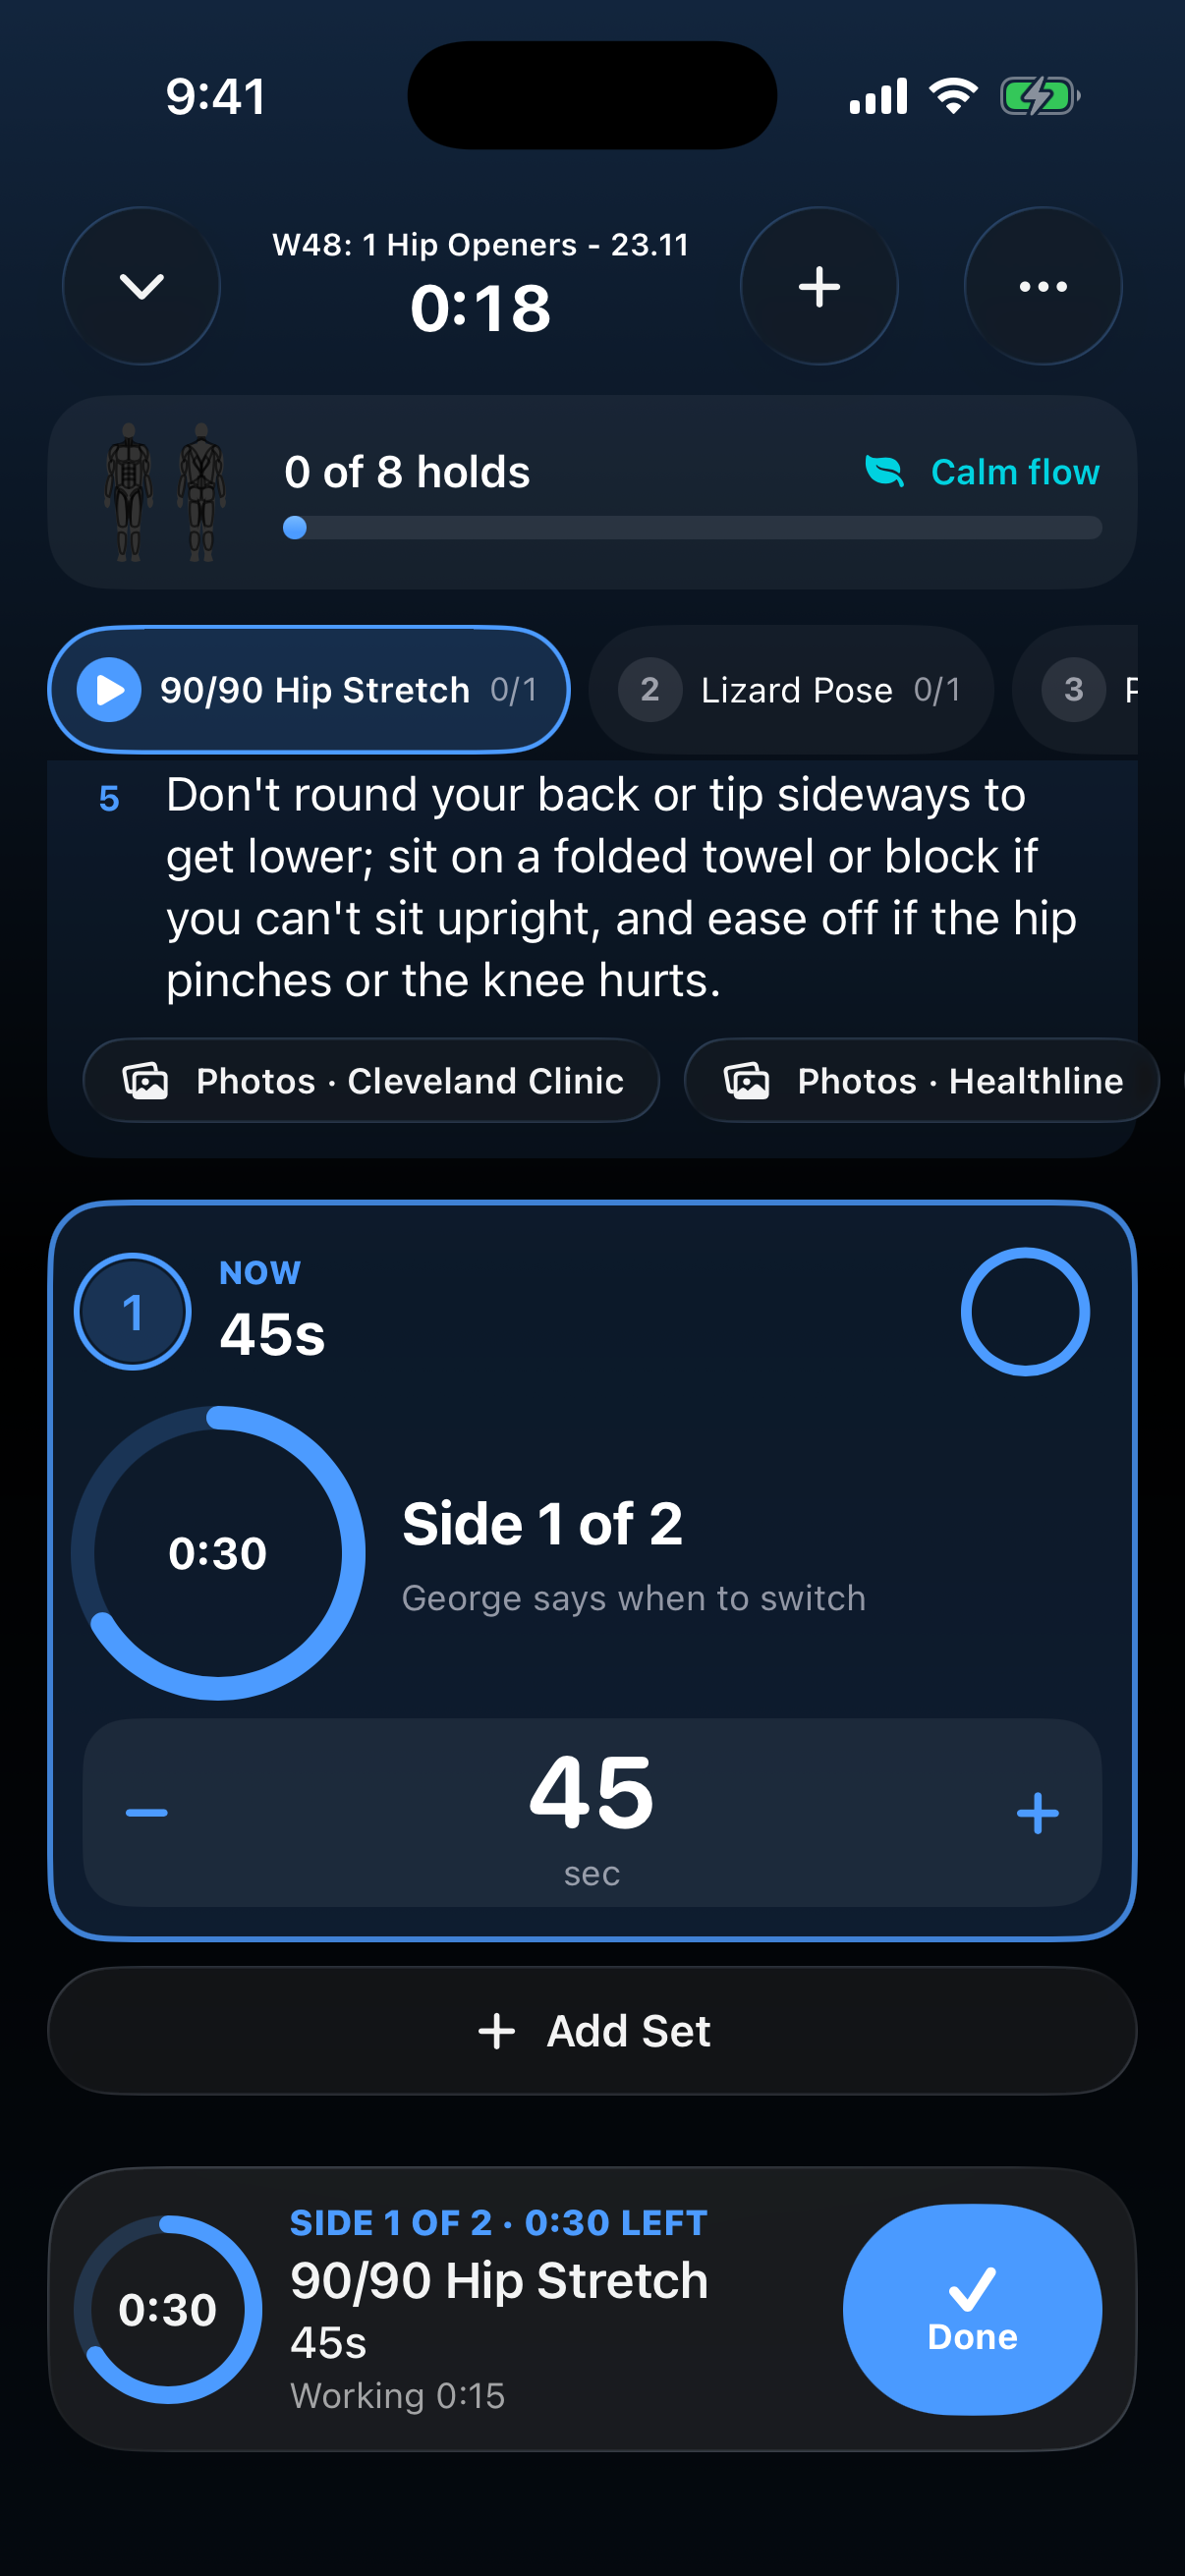 9:41
W48: 1 Hip Openers - 23.11
0:18
0 of 8 holds
Calm flow
90/90 Hip Stretch 0/1
2 Lizard Pose 0/1
3
5 Don't round your back or tip sideways to
get lower; sit on a folded towel or block if
you can't sit upright, and ease off if the hip
pinches or the knee hurts.
Photos · Cleveland Clinic
Photos · Healthline
1
NOW
45s
0:30
Side 1 of 2
George says when to switch
45
sec
Add Set
SIDE 1 OF 2 · 0:30 LEFT
0:30
90/90 Hip Stretch
45s
Working 0:15
Done